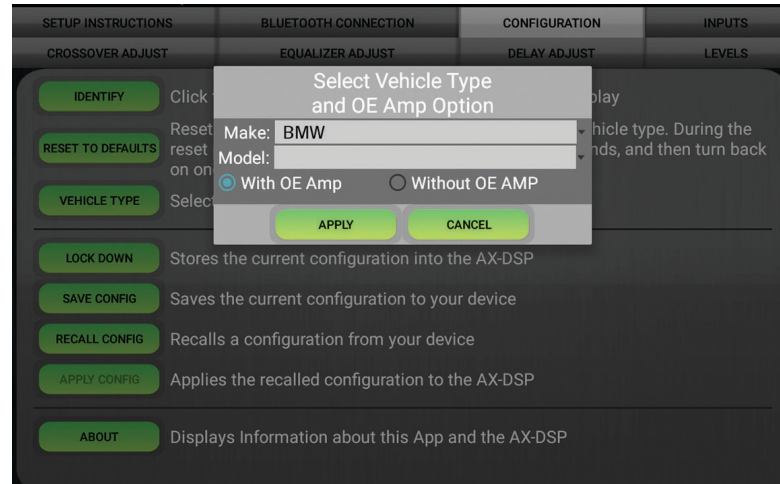 SETUP INSTRUCTIONS BLUETOOTH CONNECTION CONFIGURATION INPUTS
CROSSOVER ADJUST EQUALIZER ADJUST DELAY ADJUST LEVELS
Select Vehicle Type
and OE Amp Option
Make: BMW
Model:
With OE Amp Without OE AMP
APPLY CANCEL
IDENTIFY Click
RESET TO DEFAULTS Reset hicle type. During the
reset and then turn back
on
VEHICLE TYPE Select
LOCK DOWN Stores the current configuration into the AX-DSP
SAVE CONFIG Saves the current configuration to your device
RECALL CONFIG Recalls a configuration from your device
APPLY CONFIG Applies the recalled configuration to the AX-DSP
ABOUT Displays Information about this App and the AX-DSP